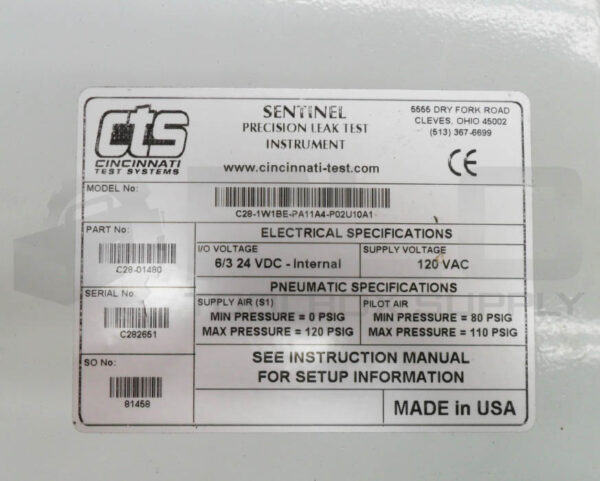 cts
CINCINNATI
TEST SYSTEMS
SENTINEL
PRECISION LEAK TEST
INSTRUMENT
www.cincinnati-test.com
5555 DRY FORK ROAD
CLEVES, OHIO 45002
(513) 367-6699
CE
MODEL No:
C28-1W1BE-PA11A4-P02U10A1
PART No:
C28-01480
SERIAL No:
C282651
SO No:
81458
ELECTRICAL SPECIFICATIONS
I/O VOLTAGE
6/3 24 VDC - Internal
SUPPLY VOLTAGE
120 VAC
PNEUMATIC SPECIFICATIONS
SUPPLY AIR (S1)
MIN PRESSURE = 0 PSIG
MAX PRESSURE = 120 PSIG
PILOT AIR
MIN PRESSURE = 80 PSIG
MAX PRESSURE = 110 PSIG
SEE INSTRUCTION MANUAL
FOR SETUP INFORMATION
MADE in USA